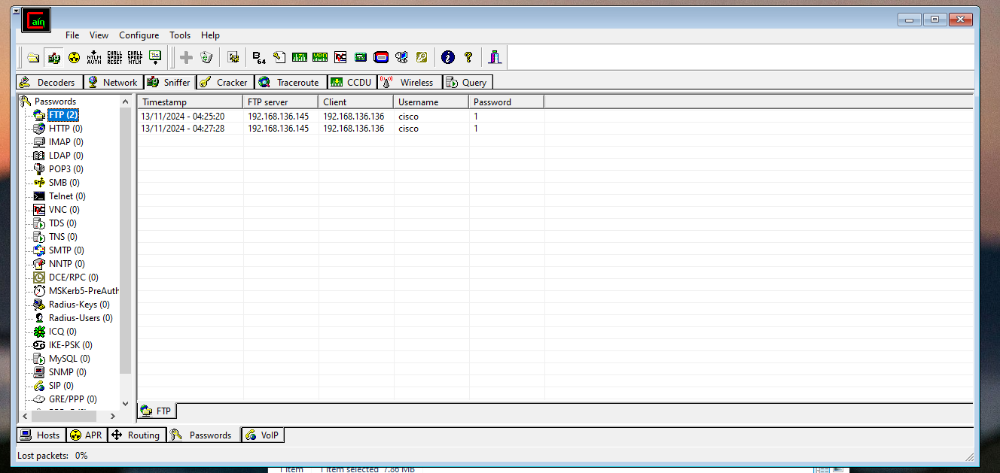 Cain
File View Configure Tools Help
NTLM AUTH CHALL SPOOF RESET CHALL SPOOF NTLM B 64
Decoders Network Sniffer Cracker Traceroute CCDU Wireless Query
Passwords
FTP (2)
HTTP (0)
IMAP (0)
LDAP (0)
POP3 (0)
SMB (0)
Telnet (0)
VNC (0)
TDS (0)
TNS (0)
SMTP (0)
NNTP (0)
DCE/RPC (0)
MSKerb5-PreAuth
Radius-Keys (0)
Radius-Users (0)
ICQ (0)
IKE-PSK (0)
MySQL (0)
SNMP (0)
SIP (0)
GRE/PPP (0)
Timestamp FTP server Client Username Password
13/11/2024 - 04:25:20 192.168.136.145 192.168.136.136 cisco 1
13/11/2024 - 04:27:28 192.168.136.145 192.168.136.136 cisco 1
FTP
Hosts APR Routing Passwords VoIP
Lost packets: 0%
1 item 1 item selected 7.86 MB